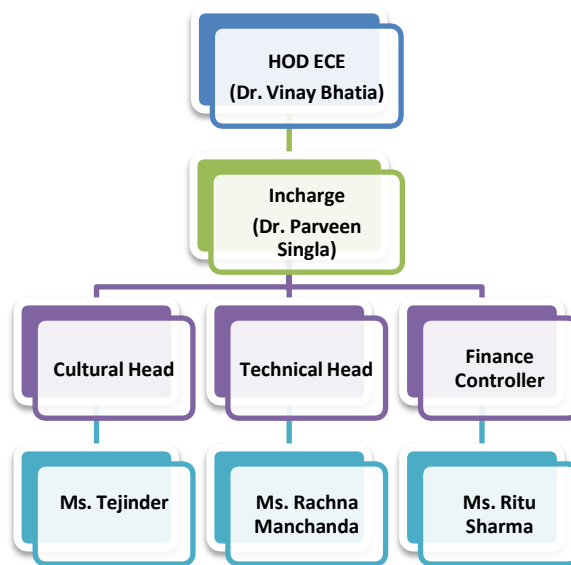 HOD ECE
(Dr. Vinay Bhatia)
Incharge
(Dr. Parveen
Singla)
Cultural Head
Technical Head
Finance
Controller
Ms. Tejinder
Ms. Rachna
Manchanda
Ms. Ritu
Sharma